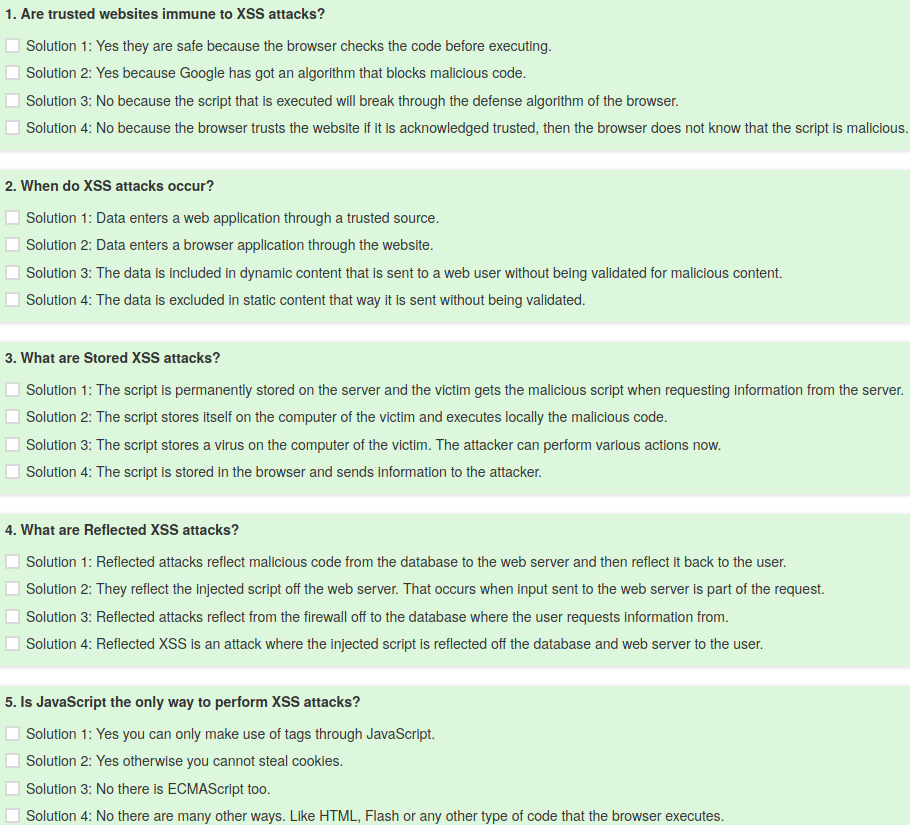 1. Are trusted websites immune to XSS attacks?
Solution 1: Yes they are safe because the browser checks the code before executing.
Solution 2: Yes because Google has got an algorithm that blocks malicious code.
Solution 3: No because the script that is executed will break through the defense algorithm of the browser.
Solution 4: No because the browser trusts the website if it is acknowledged trusted, then the browser does not know that the script is malicious.
2. When do XSS attacks occur?
Solution 1: Data enters a web application through a trusted source.
Solution 2: Data enters a browser application through the website.
Solution 3: The data is included in dynamic content that is sent to a web user without being validated for malicious content.
Solution 4: The data is excluded in static content that way it is sent without being validated.
3. What are Stored XSS attacks?
Solution 1: The script is permanently stored on the server and the victim gets the malicious script when requesting information from the server.
Solution 2: The script stores itself on the computer of the victim and executes locally the malicious code.
Solution 3: The script stores a virus on the computer of the victim. The attacker can perform various actions now.
Solution 4: The script is stored in the browser and sends information to the attacker.
4. What are Reflected XSS attacks?
Solution 1: Reflected attacks reflect malicious code from the database to the web server and then reflect it back to the user.
Solution 2: They reflect the injected script off the web server. That occurs when input sent to the web server is part of the request.
Solution 3: Reflected attacks reflect from the firewall off to the database where the user requests information from.
Solution 4: Reflected XSS is an attack where the injected script is reflected off the database and web server to the user.
5. Is JavaScript the only way to perform XSS attacks?
Solution 1: Yes you can only make use of tags through JavaScript.
Solution 2: Yes otherwise you cannot steal cookies.
Solution 3: No there is ECMAScript too.
Solution 4: No there are many other ways. Like HTML, Flash or any other type of code that the browser executes.